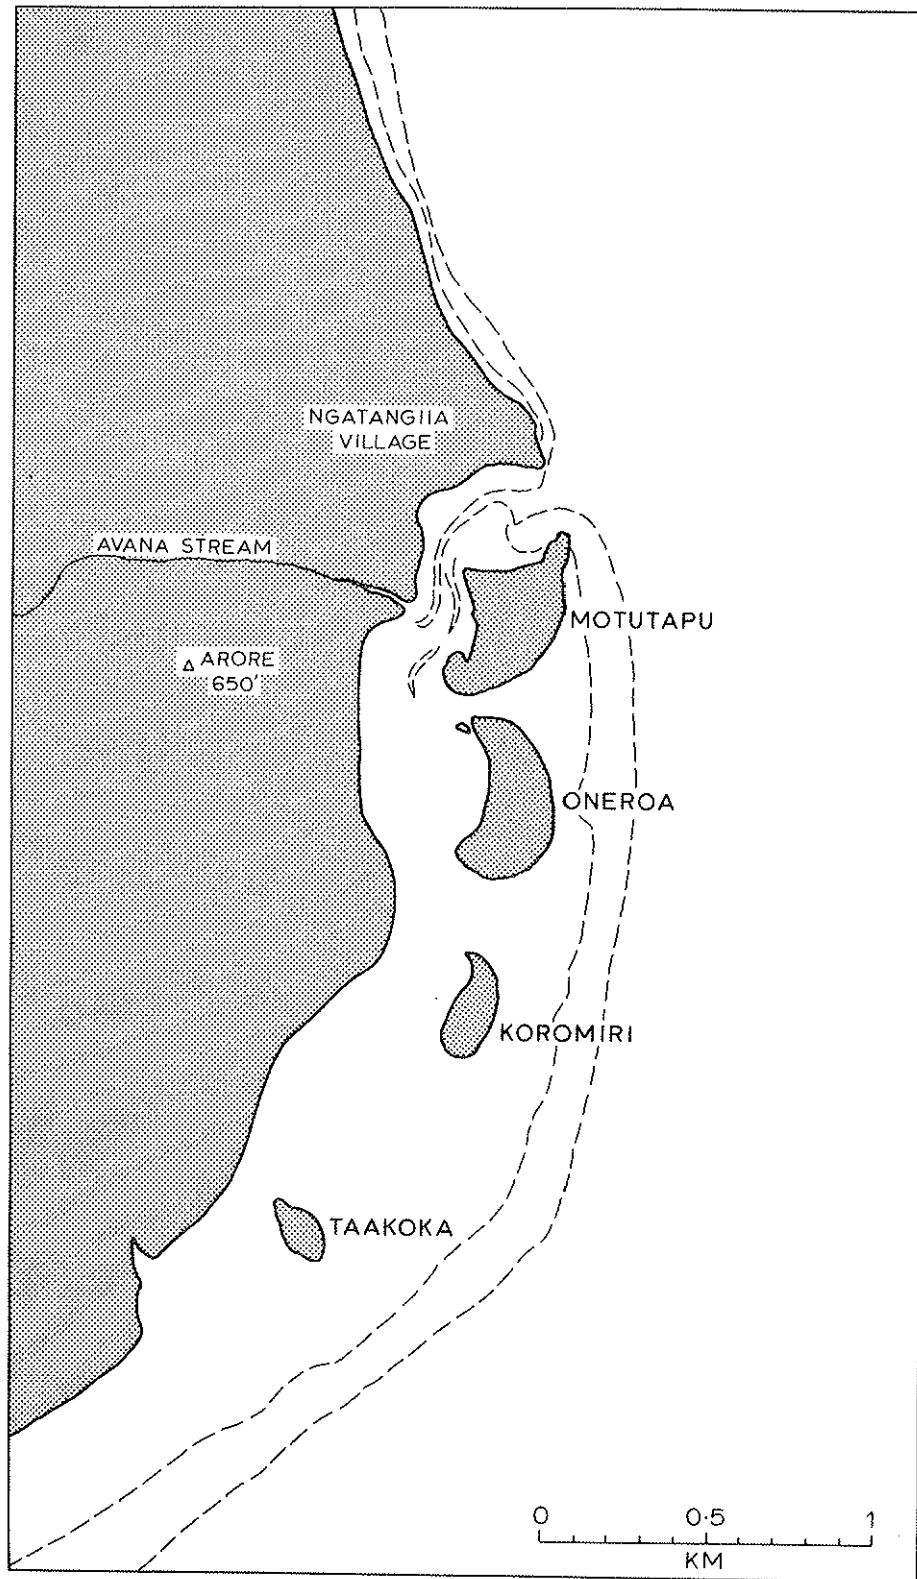 NGATANGIIA
VILLAGE
AVANA STREAM
MOTUTAPU
△ ARORE
650'
ONEROA
KOROMIRI
TAAKOKA
0 0·5 1
KM